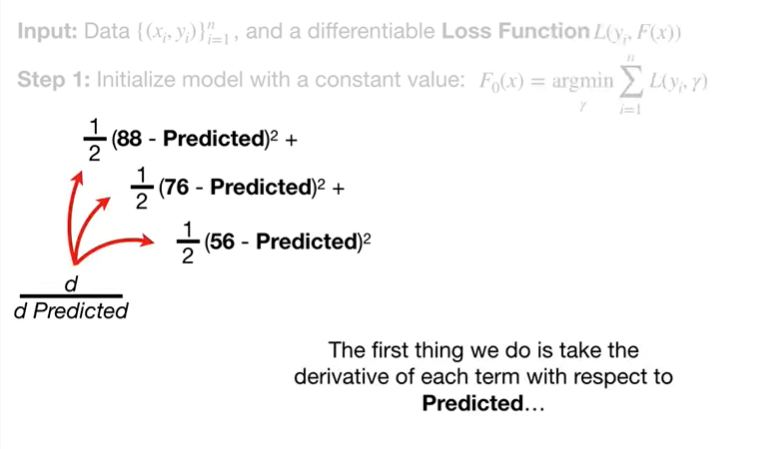 Input: Data {(xᵢ, yᵢ)}ⁿᵢ₌₁, and a differentiable Loss Function L(yᵢ, F(x))
Step 1: Initialize model with a constant value: F₀(x) = argmin_γ ∑ⁿᵢ₌₁ L(yᵢ, γ)
1/2 (88 - Predicted)² +
1/2 (76 - Predicted)² +
1/2 (56 - Predicted)²
d
d Predicted
The first thing we do is take the
derivative of each term with respect to
Predicted…